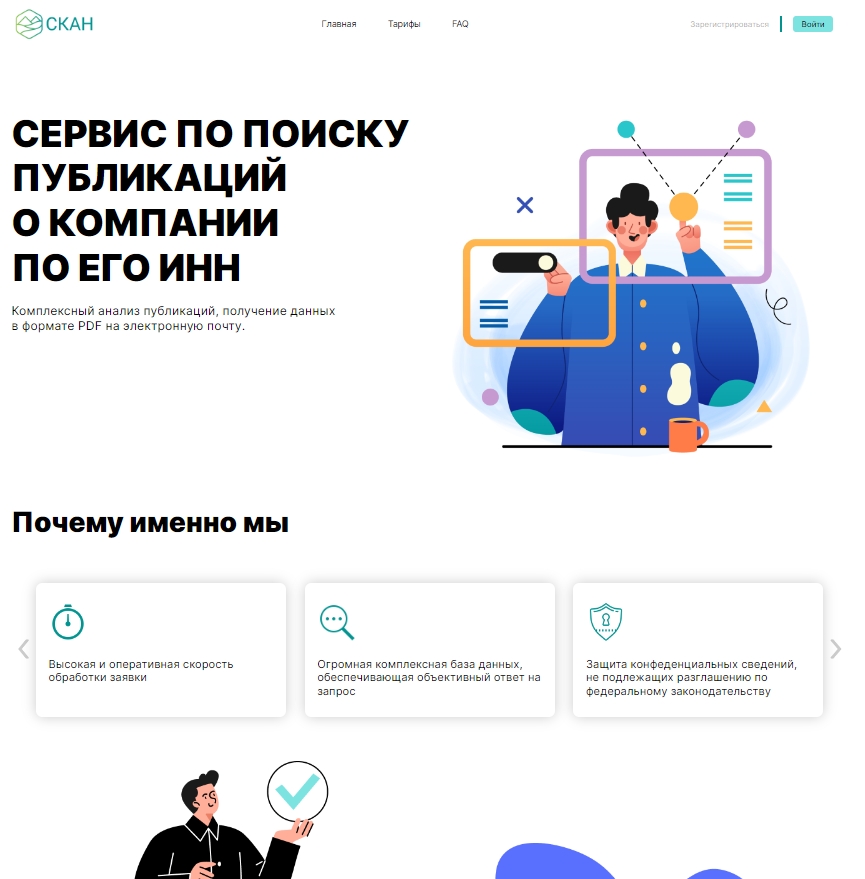 СКАН
Главная
Тарифы
FAQ
Зарегистрироваться
Войти
СЕРВИС ПО ПОИСКУ
ПУБЛИКАЦИЙ
О КОМПАНИИ
ПО ЕГО ИНН
Комплексный анализ публикаций, получение данных
в формате PDF на электронную почту.
Почему именно мы
Высокая и оперативная скорость
обработки заявки
Огромная комплексная база данных,
обеспечивающая объективный ответ на
запрос
Защита конфеденциальных сведений,
не подлежащих разглашению по
федеральному законодательству